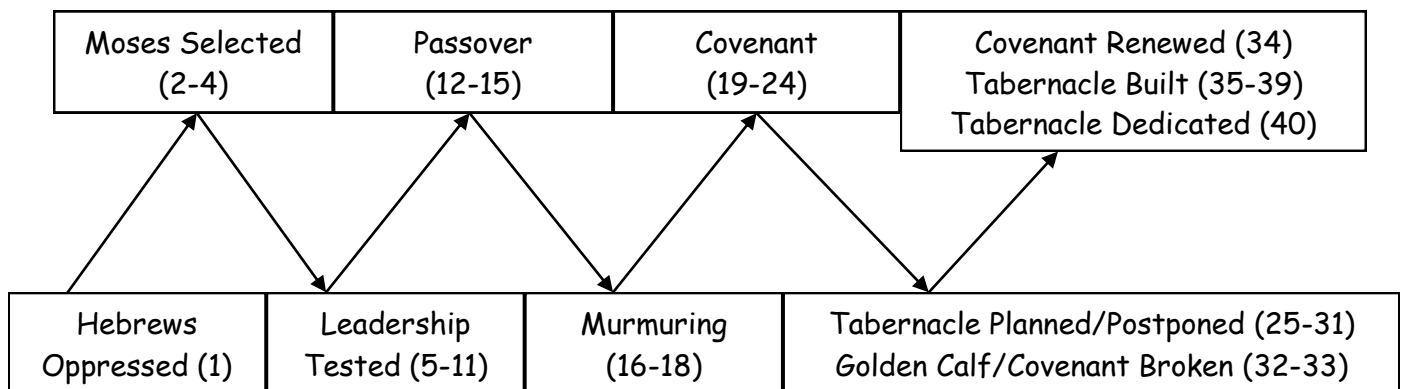 Moses Selected
(2-4)
Passover
(12-15)
Covenant
(19-24)
Covenant Renewed (34)
Tabernacle Built (35-39)
Tabernacle Dedicated (40)
Hebrews
Oppressed (1)
Leadership
Tested (5-11)
Murmuring
(16-18)
Tabernacle Planned/Postponed (25-31)
Golden Calf/Covenant Broken (32-33)